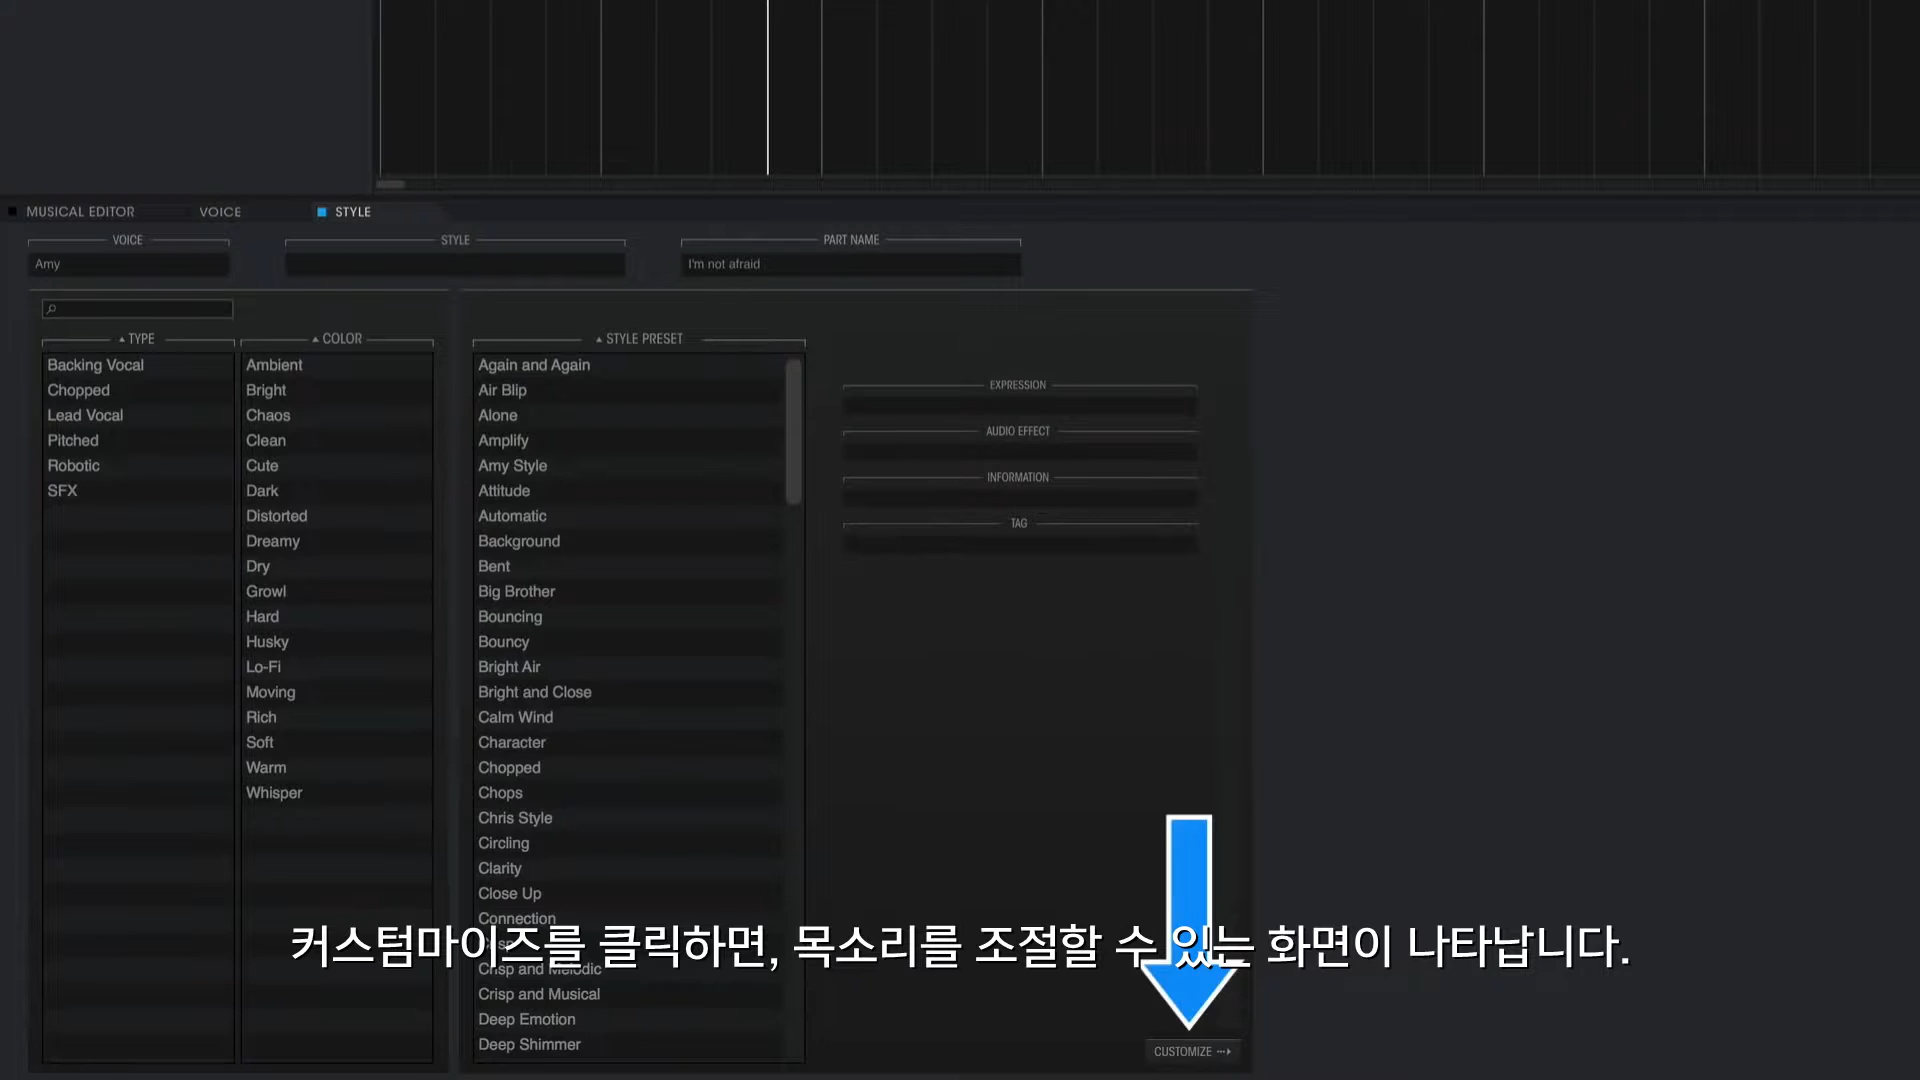 MUSICAL EDITOR
VOICE
STYLE
VOICE
STYLE
PART NAME
Amy
I'm not afraid
TYPE
Backing Vocal
Chopped
Lead Vocal
Pitched
Robotic
SFX
COLOR
Ambient
Bright
Chaos
Clean
Cute
Dark
Distorted
Dreamy
Dry
Growl
Hard
Husky
Lo-Fi
Moving
Rich
Soft
Warm
Whisper
STYLE PRESET
Again and Again
Air Blip
Alone
Amplify
Amy Style
Attitude
Automatic
Background
Bent
Big Brother
Bouncing
Bouncy
Bright Air
Bright and Close
Calm Wind
Character
Chopped
Chops
Chris Style
Circling
Clarity
Close Up
Connection
Crisp and Melodic
Crisp and Musical
Deep Emotion
Deep Shimmer
EXPRESSION
AUDIO EFFECT
INFORMATION
TAG
커스텀마이즈를 클릭하면, 목소리를 조절할 수 있는 화면이 나타납니다.
CUSTOMIZE